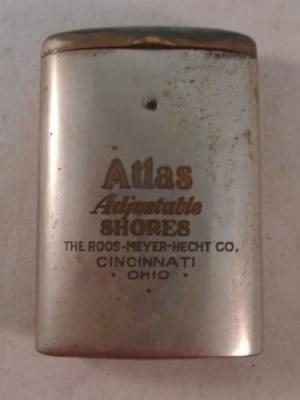 Atlas
Adjustable
SHORES
THE ROOS-MEYER-HECHT CO.
CINCINNATI
• OHIO •